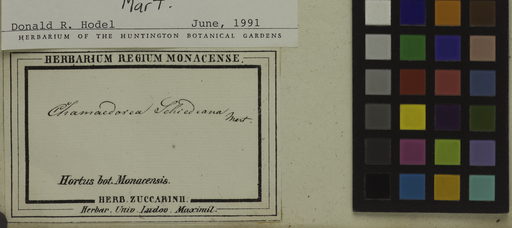 Mart.
Donald R. Hodel June, 1991
HERBARIUM OF THE HUNTINGTON BOTANICAL GARDENS
HERBARIUM REGIUM MONACENSE.
Chamaedorea Schiedeana
Mart.
Hortus bot. Monacensis.
HERB. ZUCCARINII.
Herbar. Univ. Ludov. Maximil.